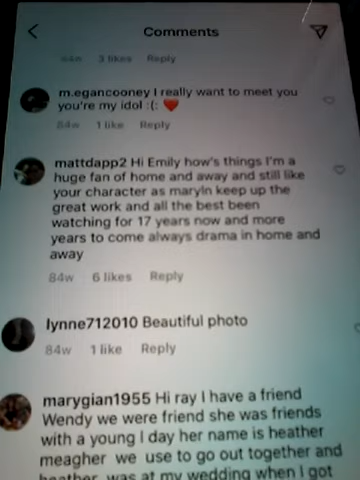 Comments
84w 3 likes Reply
m.egancooney I really want to meet you
you're my idol :(: ❤️
84w 1 like Reply
mattdapp2 Hi Emily how's things I'm a
huge fan of home and away and still like
your character as maryln keep up the
great work and all the best been
watching for 17 years now and more
years to come always drama in home and
away
84w 6 likes Reply
lynne712010 Beautiful photo
84w 1 like Reply
marygian1955 Hi ray I have a friend
Wendy we were friend she was friends
with a young l day her name is heather
meagher we use to go out together and
heather was at my wedding when I got